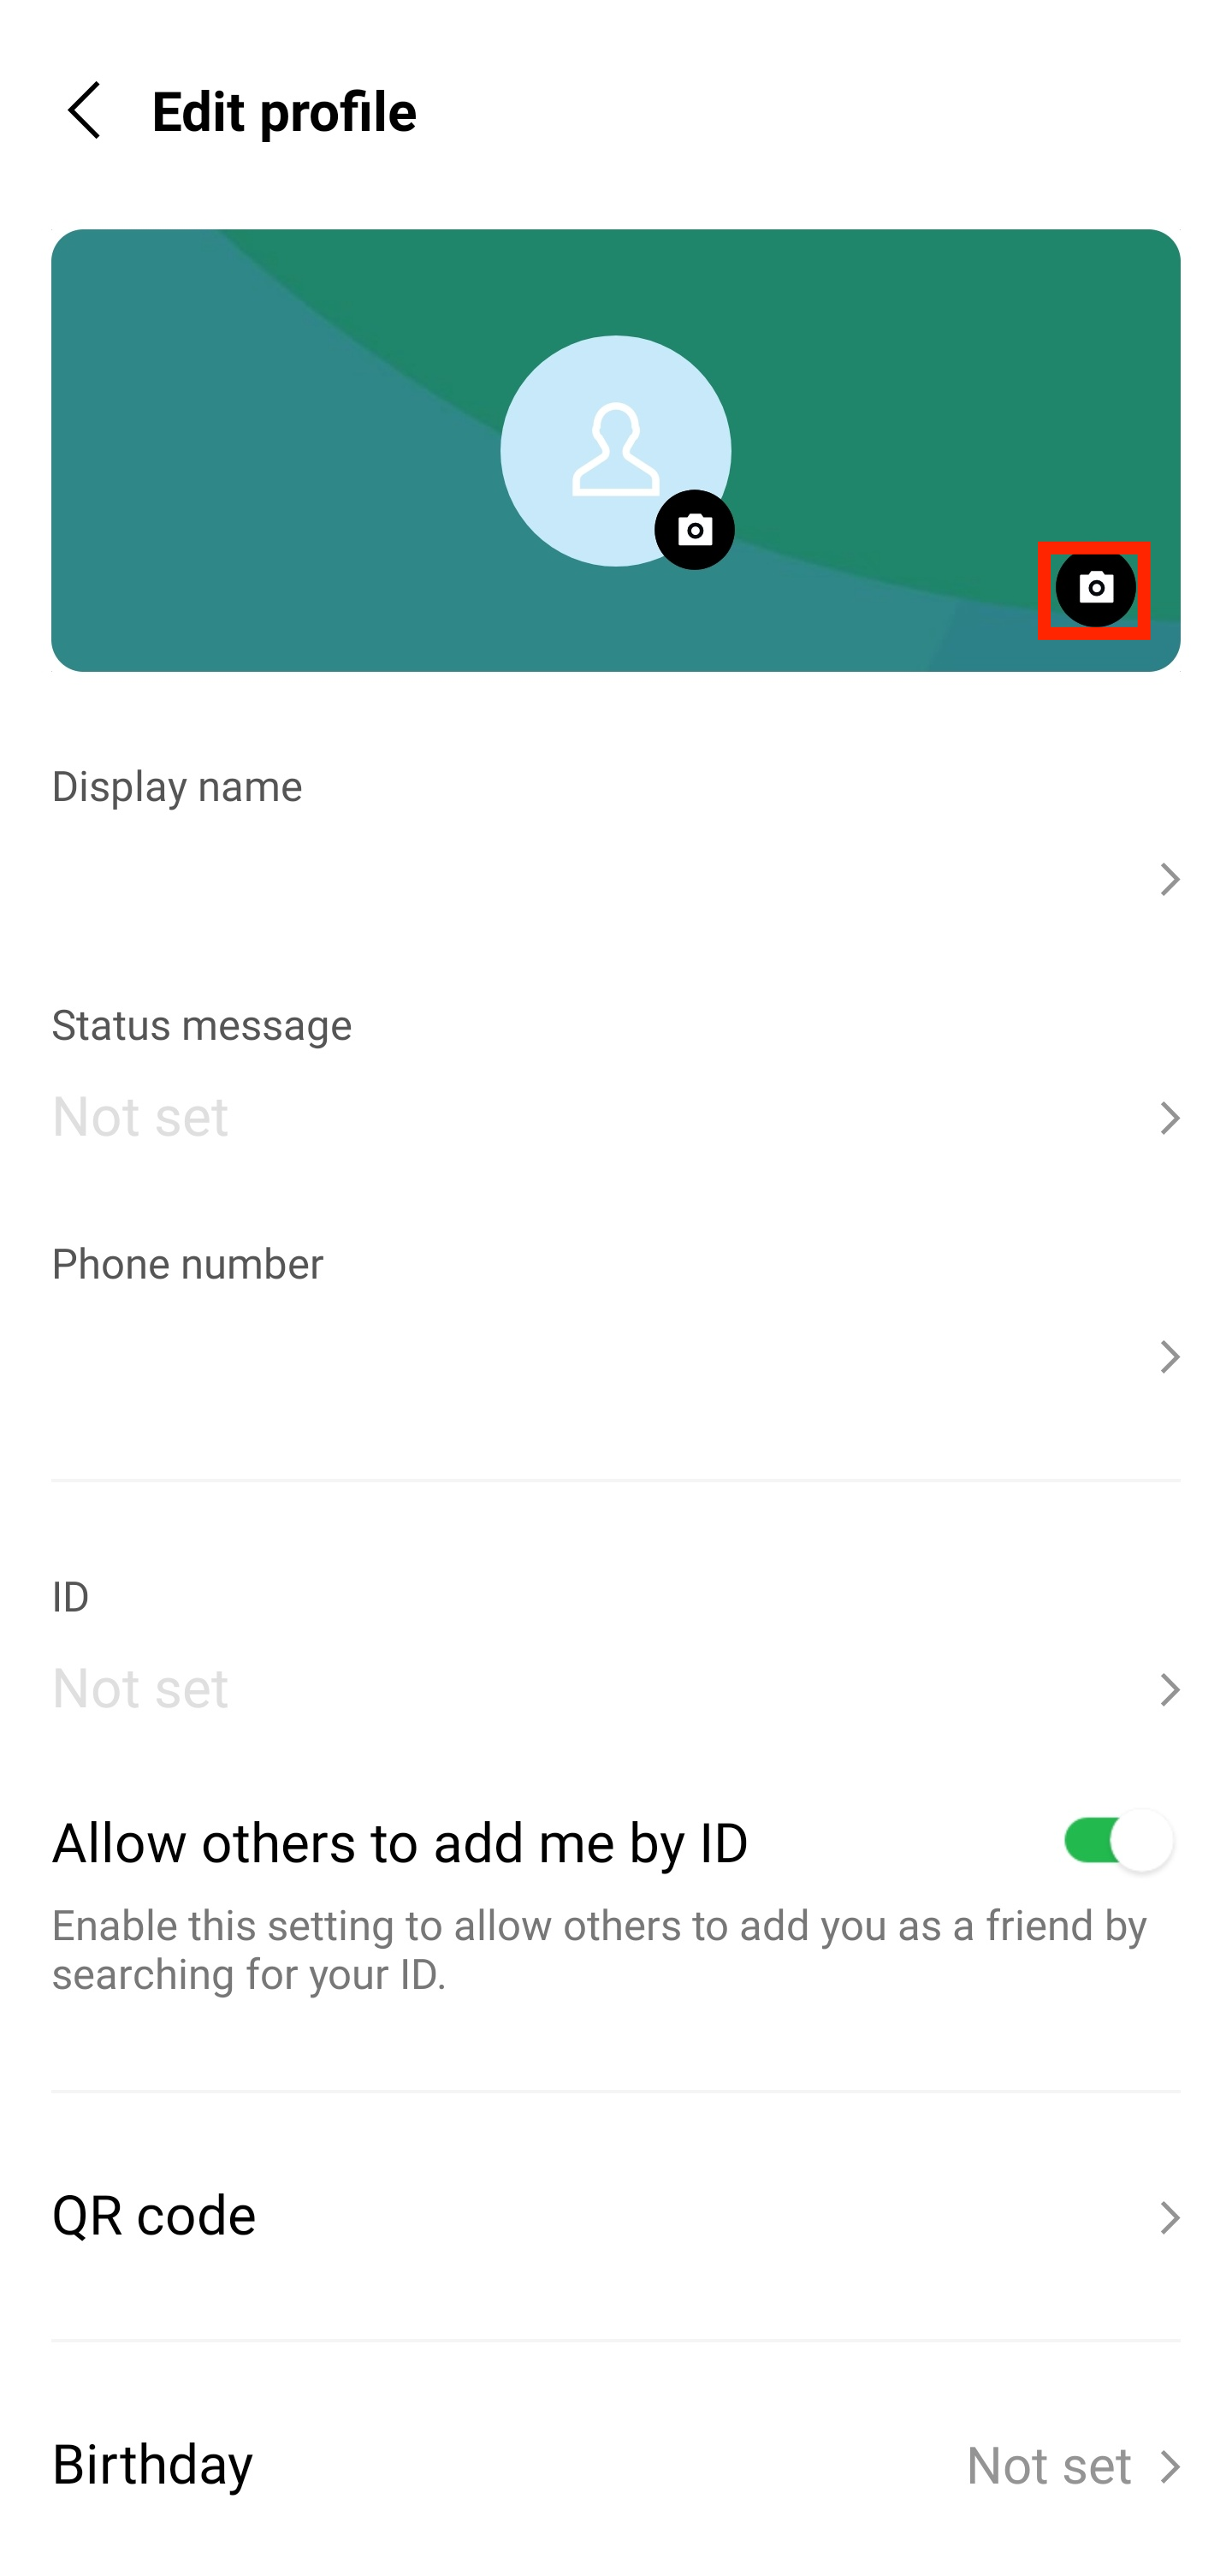 Edit profile
Display name
Status message
Not set
Phone number
ID
Not set
Allow others to add me by ID
Enable this setting to allow others to add you as a friend by
searching for your ID.
QR code
Birthday
Not set